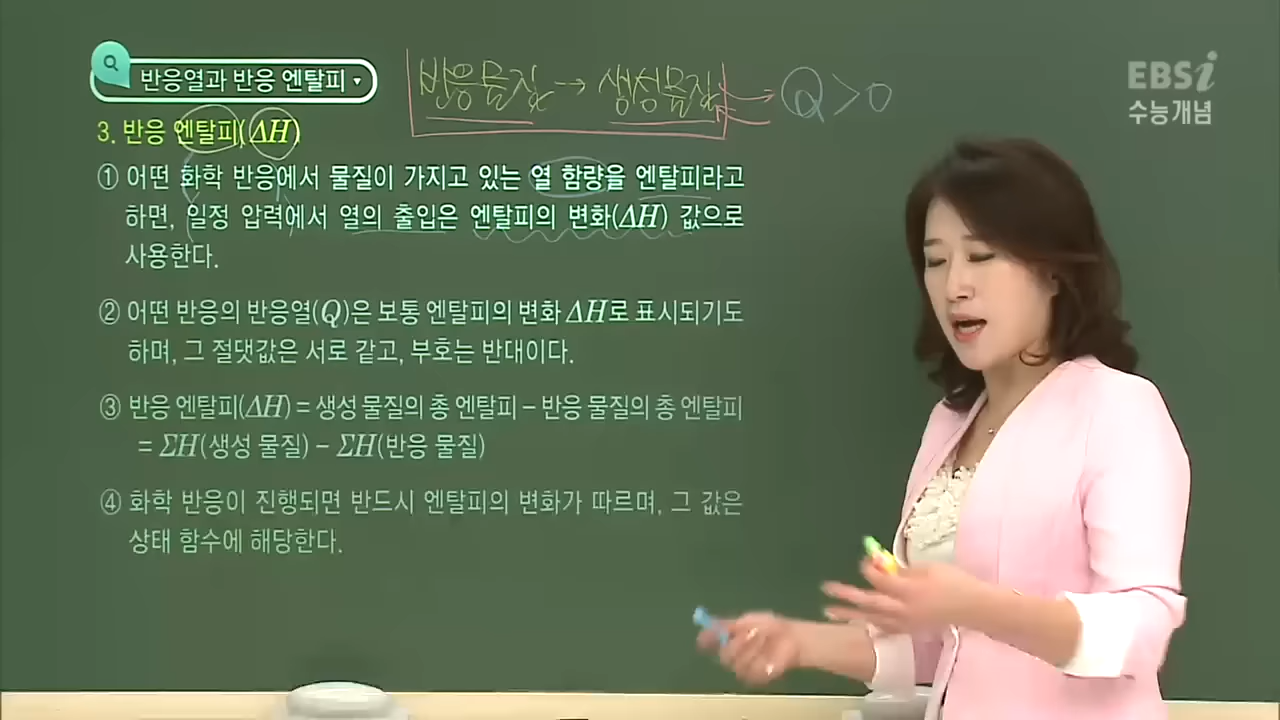 반응열과 반응 엔탈피
반응물질 → 생성물질 Q>0
EBSi
수능개념
3. 반응 엔탈피(ΔH)
① 어떤 화학 반응에서 물질이 가지고 있는 열 함량을 엔탈피라고
하면, 일정 압력에서 열의 출입은 엔탈피의 변화(ΔH) 값으로
사용한다.
② 어떤 반응의 반응열(Q)은 보통 엔탈피의 변화 ΔH로 표시되기도
하며, 그 절댓값은 서로 같고, 부호는 반대이다.
③ 반응 엔탈피(ΔH) = 생성 물질의 총 엔탈피 − 반응 물질의 총 엔탈피
= ΣH(생성 물질) − ΣH(반응 물질)
④ 화학 반응이 진행되면 반드시 엔탈피의 변화가 따르며, 그 값은
상태 함수에 해당한다.